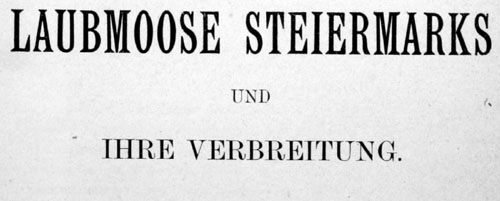 LAUBMOOSE STEIERMARKS
UND
IHRE VERBREITUNG.